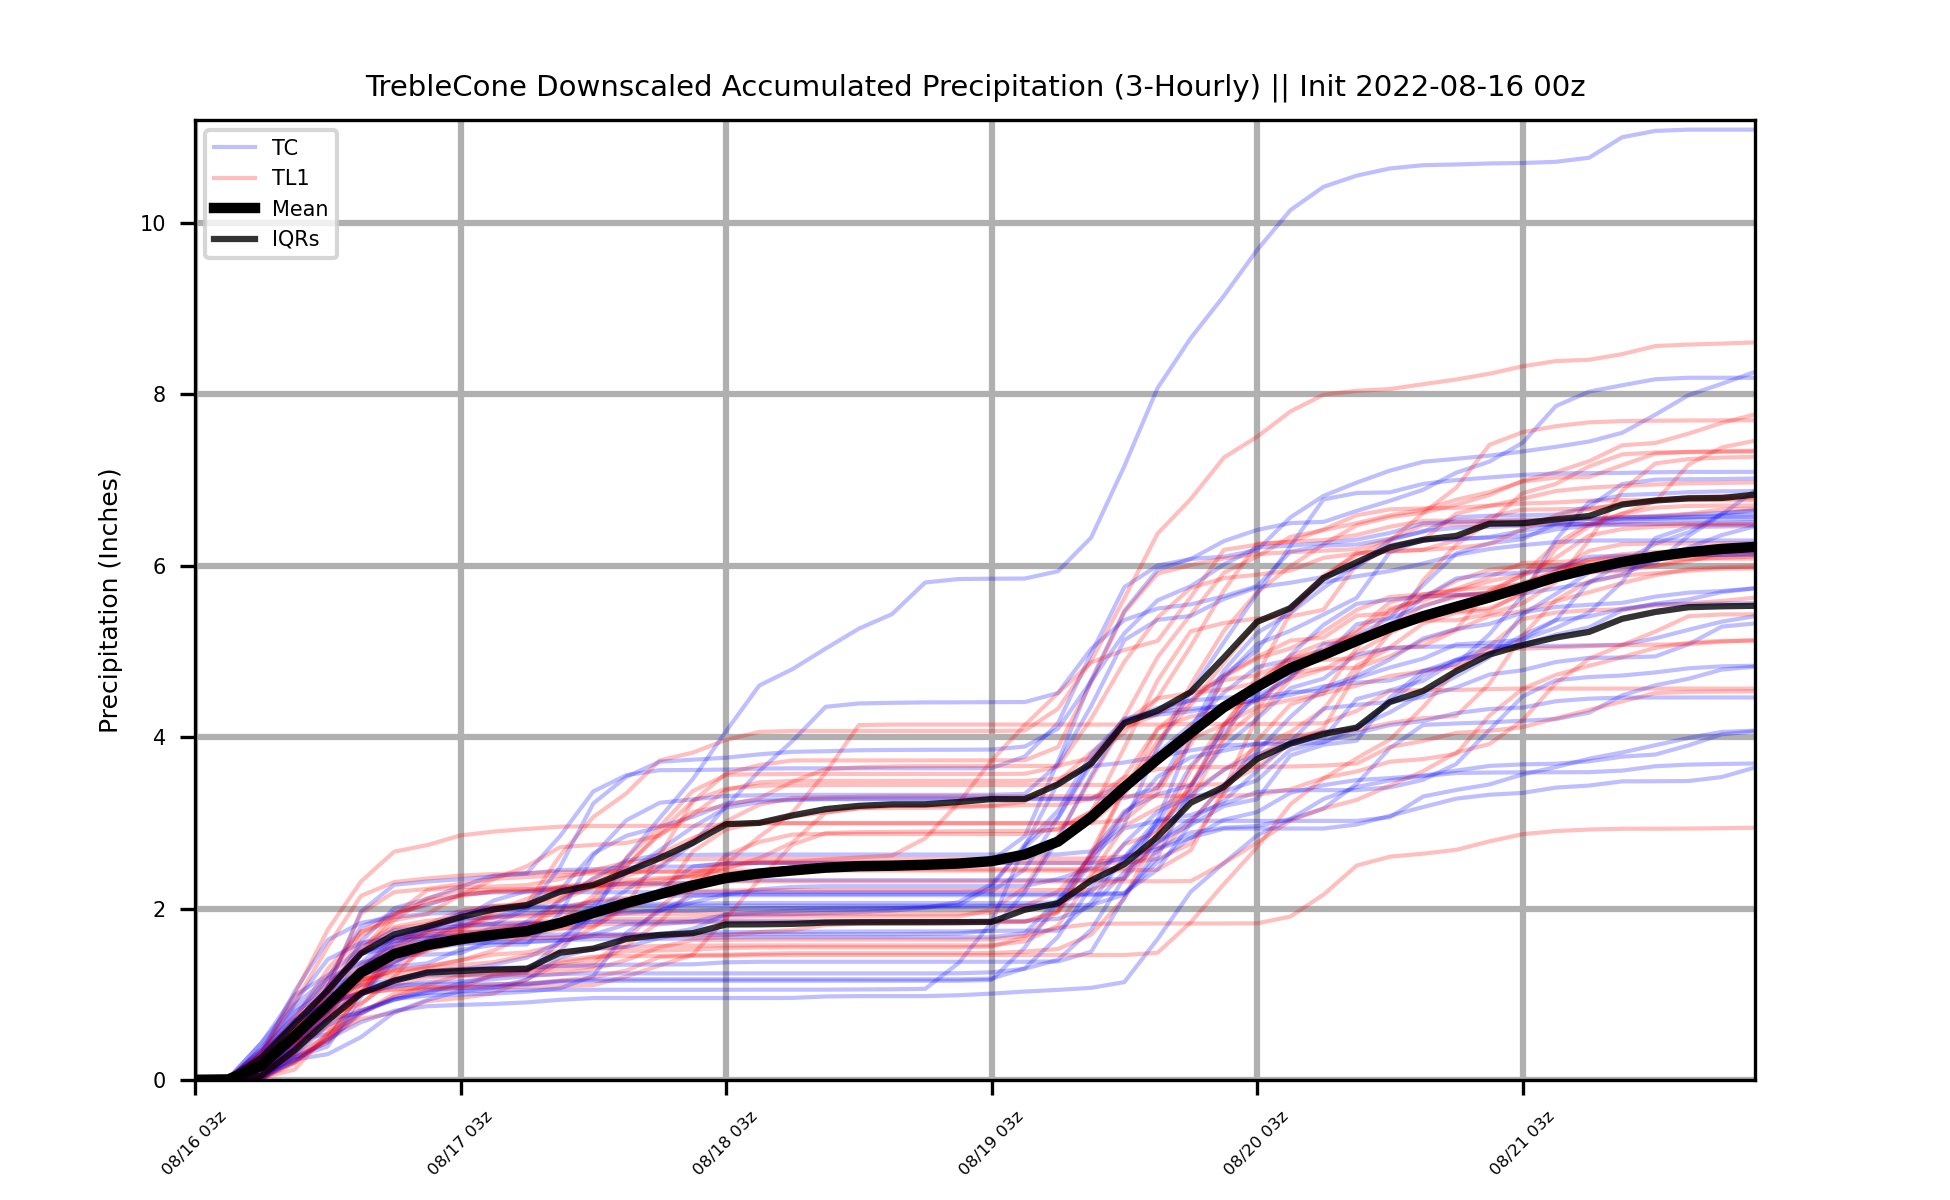 TrebleCone Downscaled Accumulated Precipitation (3-Hourly) || Init 2022-08-16 00z
TC
TL1
Mean
IQRs
Precipitation (Inches)
10
8
6
4
2
0
08/16 03z
08/17 03z
08/18 03z
08/19 03z
08/20 03z
08/21 03z